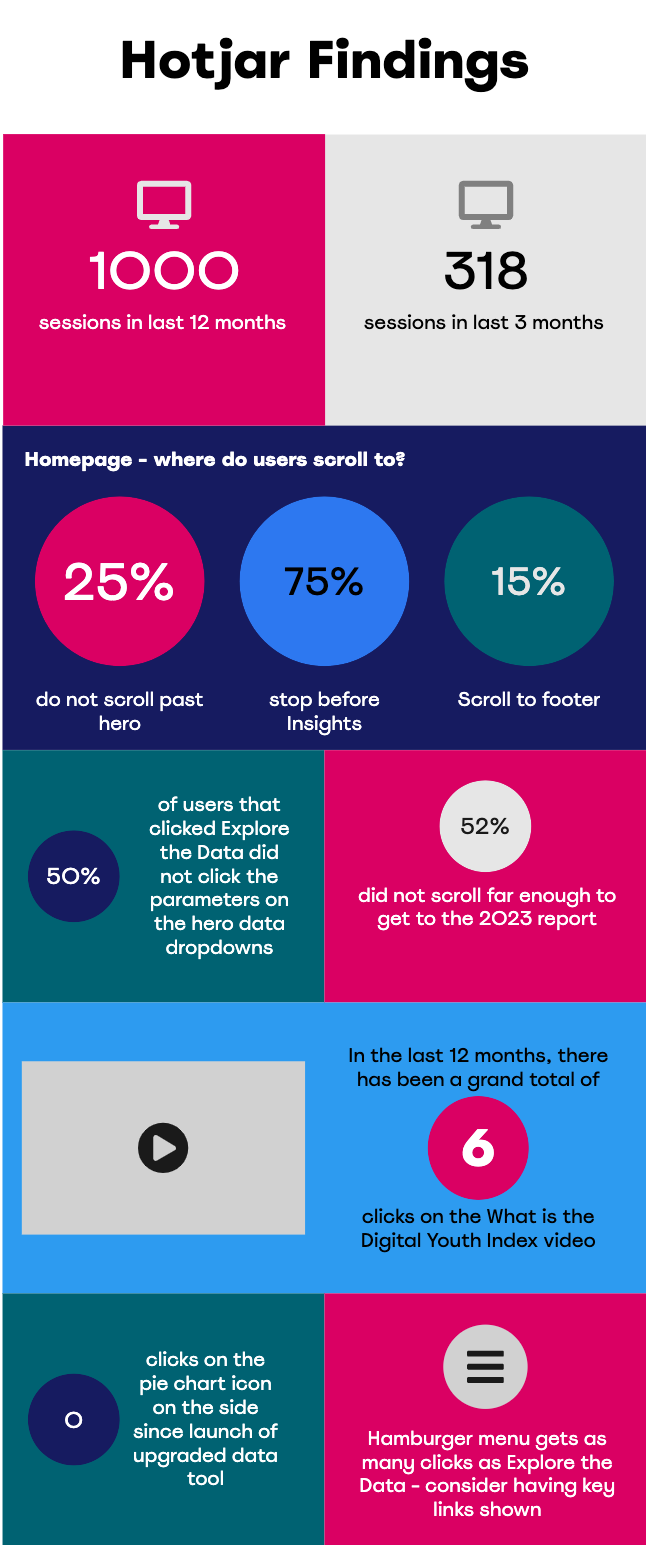 Hotjar Findings
1000
sessions in last 12 months
318
sessions in last 3 months
Homepage - where do users scroll to?
25%
do not scroll past
hero
75%
stop before
Insights
15%
Scroll to footer
50%
of users that
clicked Explore
the Data did
not click the
parameters on
the hero data
dropdowns
52%
did not scroll far enough to
get to the 2023 report
In the last 12 months, there
has been a grand total of
6
clicks on the What is the
Digital Youth Index video
0
clicks on the
pie chart icon
on the side
since launch of
upgraded data
tool
Hamburger menu gets as
many clicks as Explore the
Data - consider having key
links shown